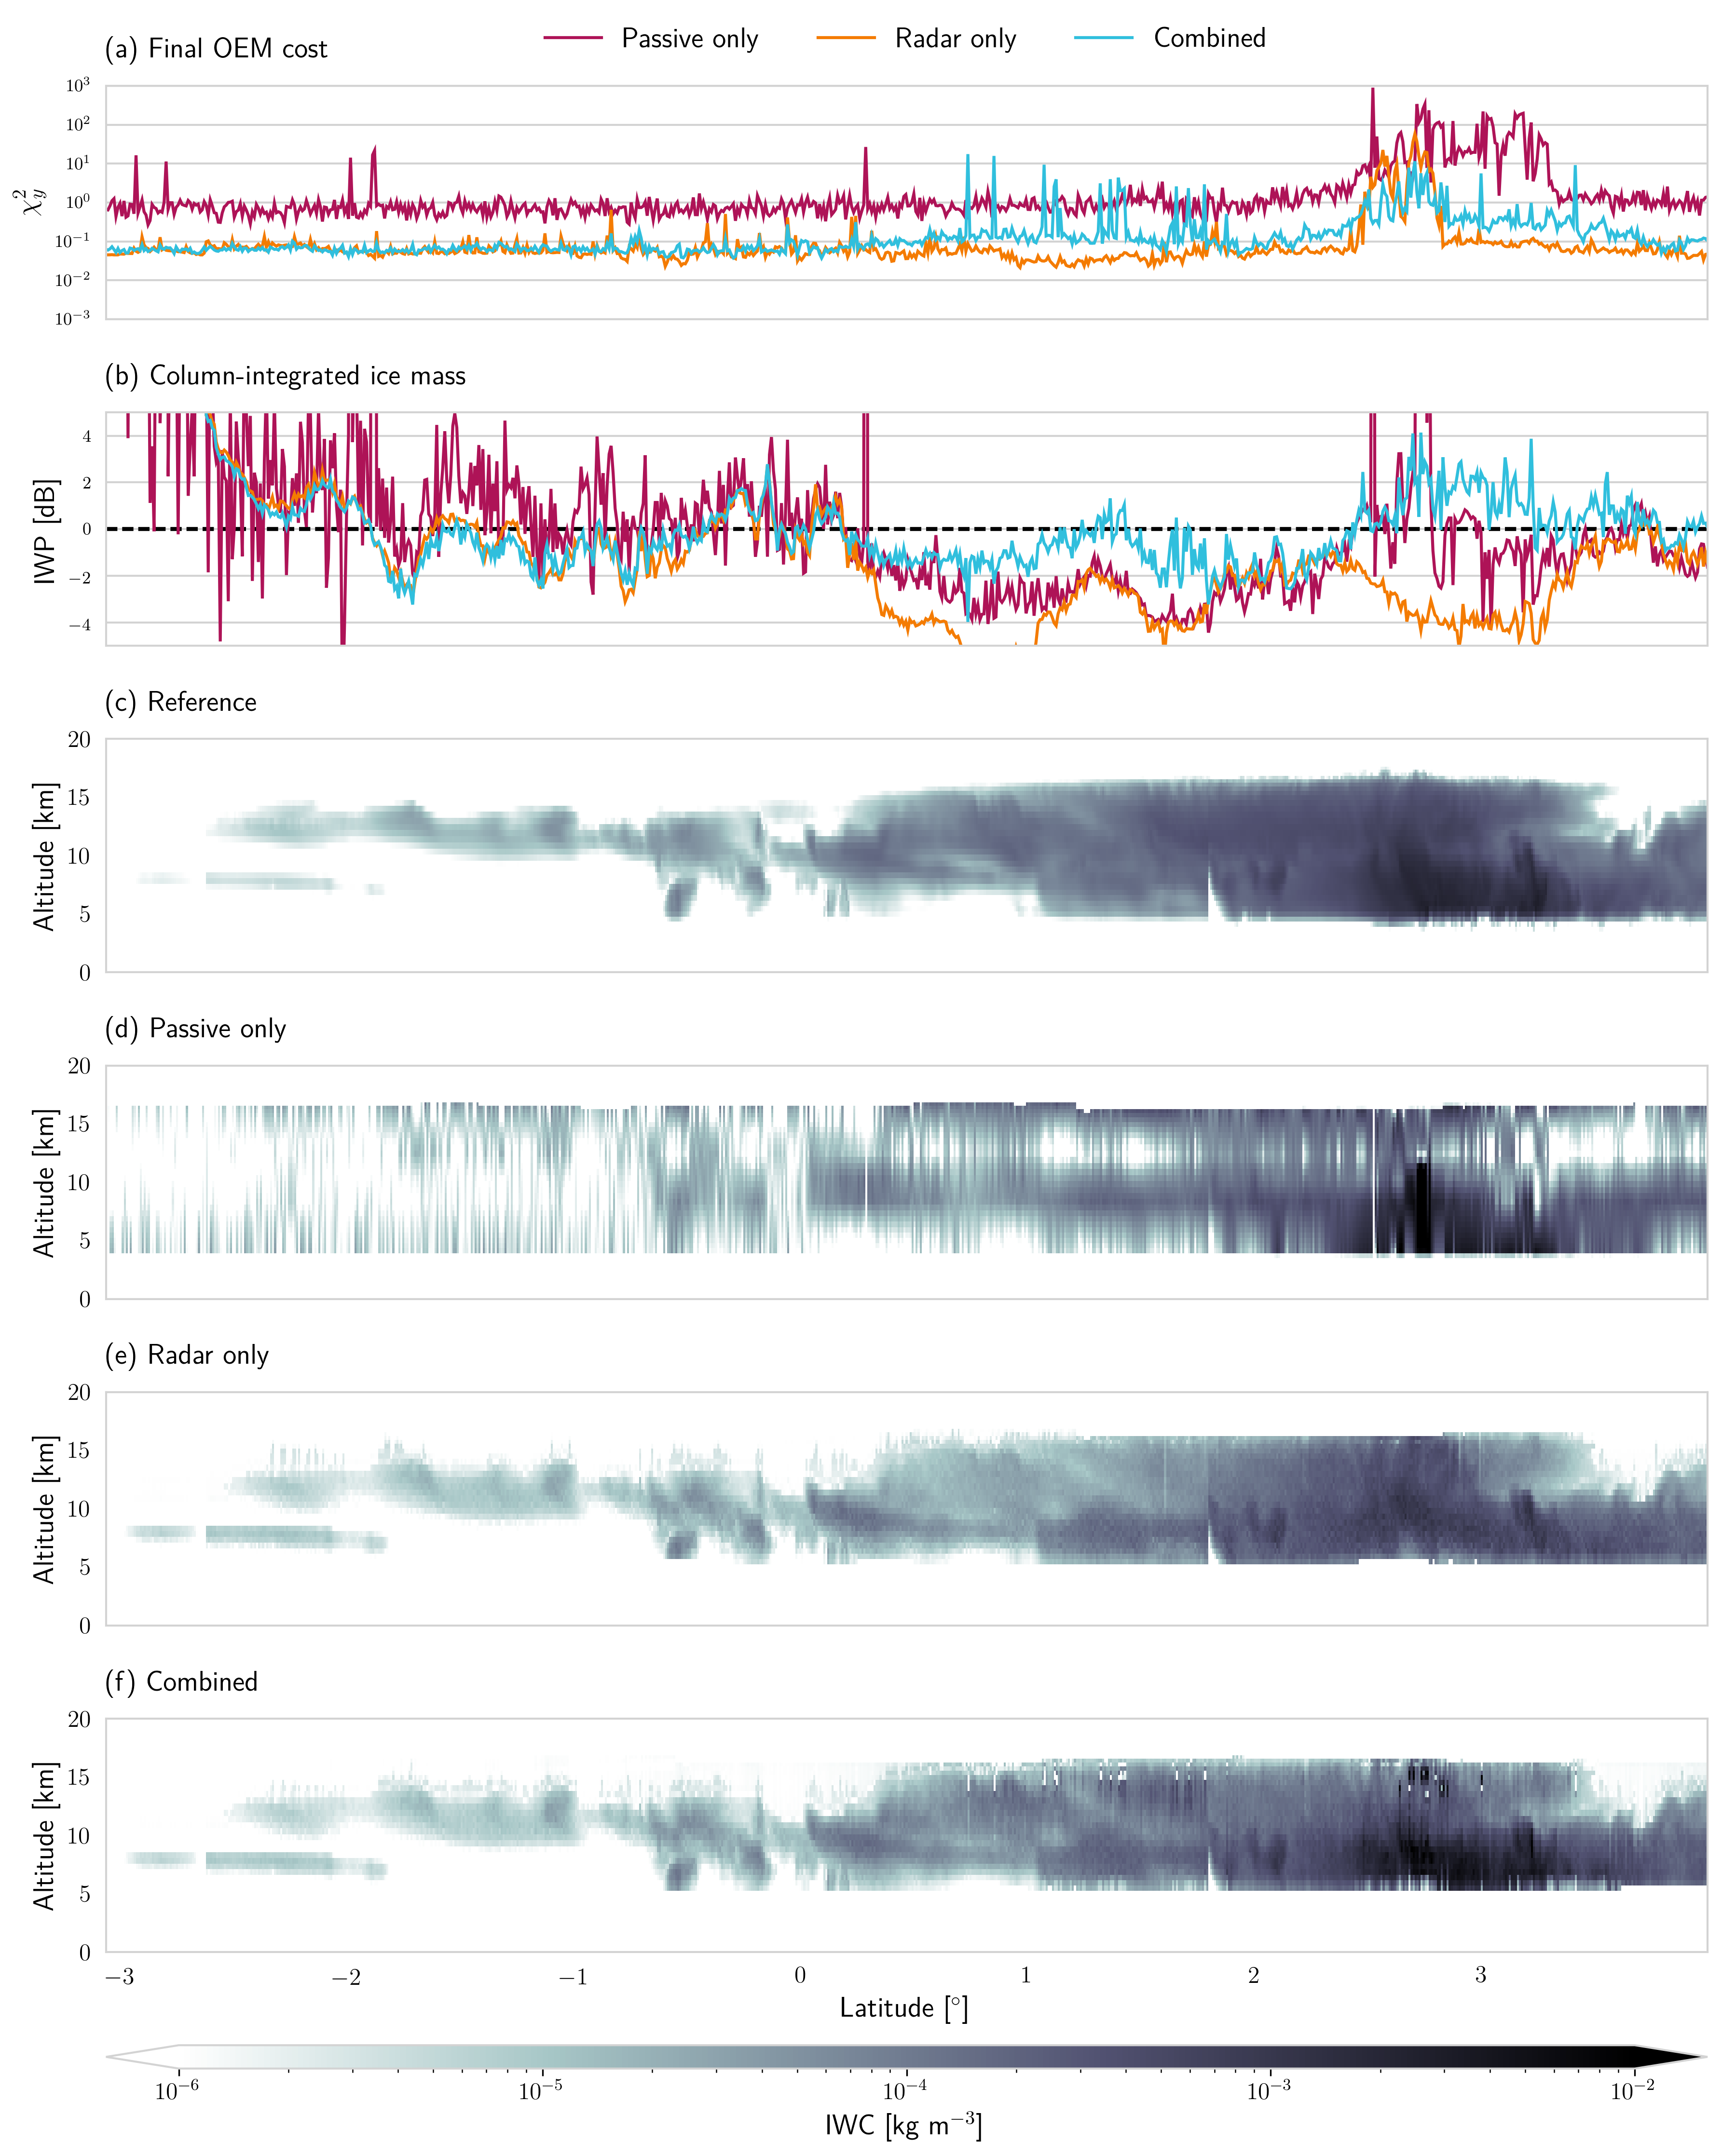 (a) Final OEM cost
Passive only Radar only Combined
10³
10²
10¹
10⁰
10⁻¹
10⁻²
10⁻³
χ²y
(b) Column-integrated ice mass
4
2
0
−2
−4
IWP [dB]
(c) Reference
20
15
10
5
0
Altitude [km]
(d) Passive only
20
15
10
5
0
Altitude [km]
(e) Radar only
20
15
10
5
0
Altitude [km]
(f) Combined
20
15
10
5
0
Altitude [km]
−3 −2 −1 0 1 2 3
Latitude [°]
10⁻⁶ 10⁻⁵ 10⁻⁴ 10⁻³ 10⁻²
IWC [kg m⁻³]